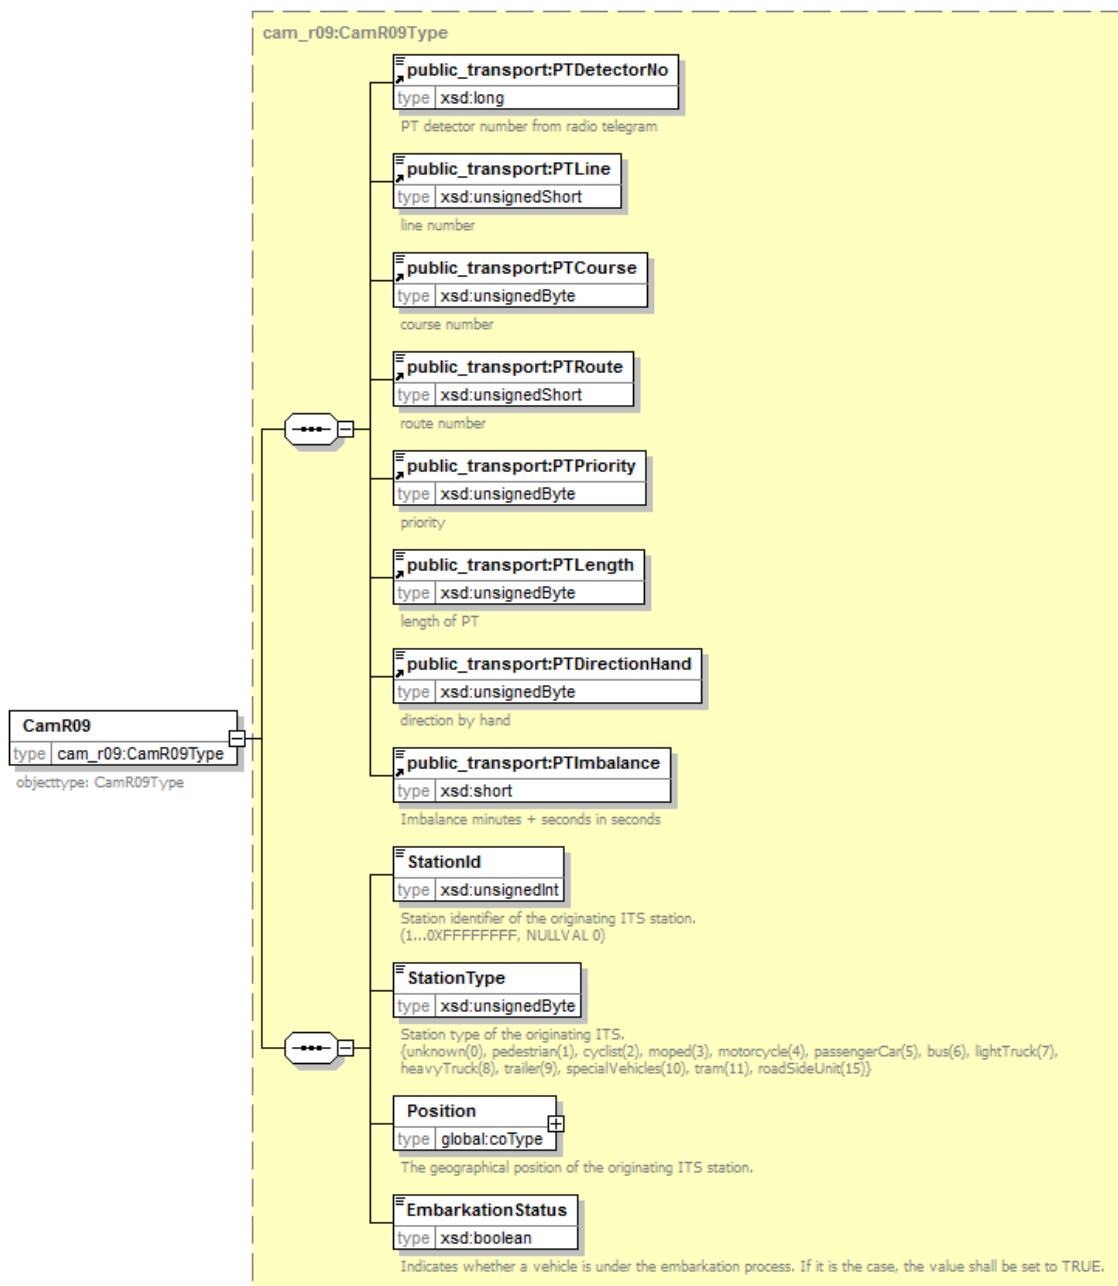 cam_r09:CamR09Type
public_transport:PTDetectorNo
type xsd:long
PT detector number from radio telegram
public_transport:PTLine
type xsd:unsignedShort
line number
public_transport:PTCourse
type xsd:unsignedByte
course number
public_transport:PTRoute
type xsd:unsignedShort
route number
public_transport:PTPriority
type xsd:unsignedByte
priority
public_transport:PTLength
type xsd:unsignedByte
length of PT
public_transport:PTDirectionHand
type xsd:unsignedByte
direction by hand
CamR09
type cam_r09:CamR09Type
objecttype: CamR09Type
public_transport:PTImbalance
type xsd:short
Imbalance minutes + seconds in seconds
StationId
type xsd:unsignedInt
Station identifier of the originating ITS station.
(1...0XFFFFFFFF, NULLVAL 0)
StationType
type xsd:unsignedByte
Station type of the originating ITS.
{unknown(0), pedestrian(1), cyclist(2), moped(3), motorcycle(4), passengerCar(5), bus(6), lightTruck(7),
heavyTruck(8), trailer(9), specialVehicles(10), tram(11), roadSideUnit(15)}
Position
type global:coType
The geographical position of the originating ITS station.
EmbarkationStatus
type xsd:boolean
Indicates whether a vehicle is under the embarkation process. If it is the case, the value shall be set to TRUE.